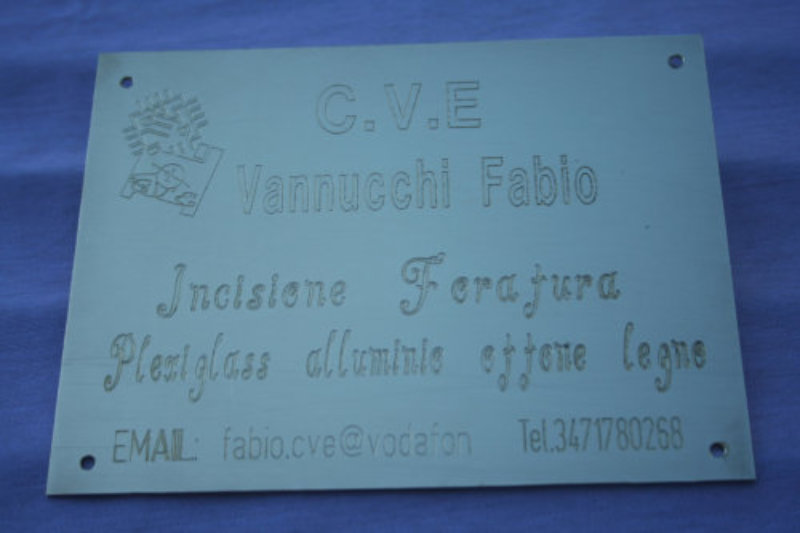 C.V.E
Vannucchi Fabio
Incisione Foratura
Plexiglass alluminio ottone legno
EMAIL: fabio.cve@vodafon Tel.3471780268